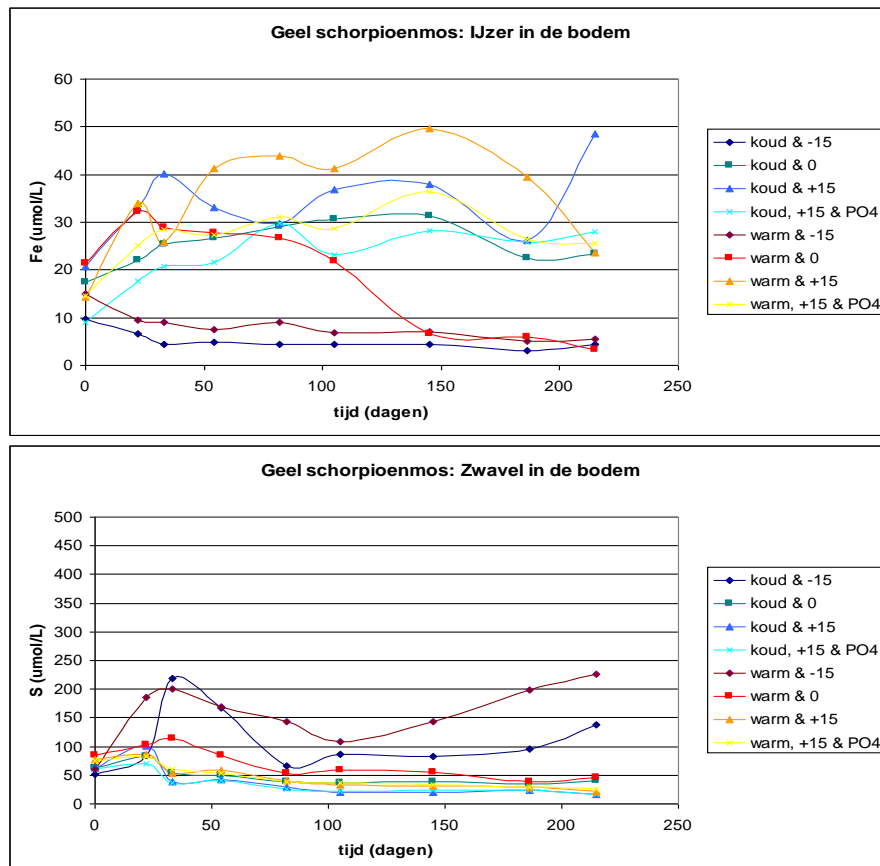 Geel schorpioenmos: IJzer in de bodem
60
50
40
30
20
10
0
Fe (umol/L)
0 50 100 150 200 250
tijd (dagen)
koud & -15
koud & 0
koud & +15
koud, +15 & PO4
warm & -15
warm & 0
warm & +15
warm, +15 & PO4
Geel schorpioenmos: Zwavel in de bodem
500
450
400
350
300
250
200
150
100
50
0
S (umol/L)
0 50 100 150 200 250
tijd (dagen)
koud & -15
koud & 0
koud & +15
koud, +15 & PO4
warm & -15
warm & 0
warm & +15
warm, +15 & PO4